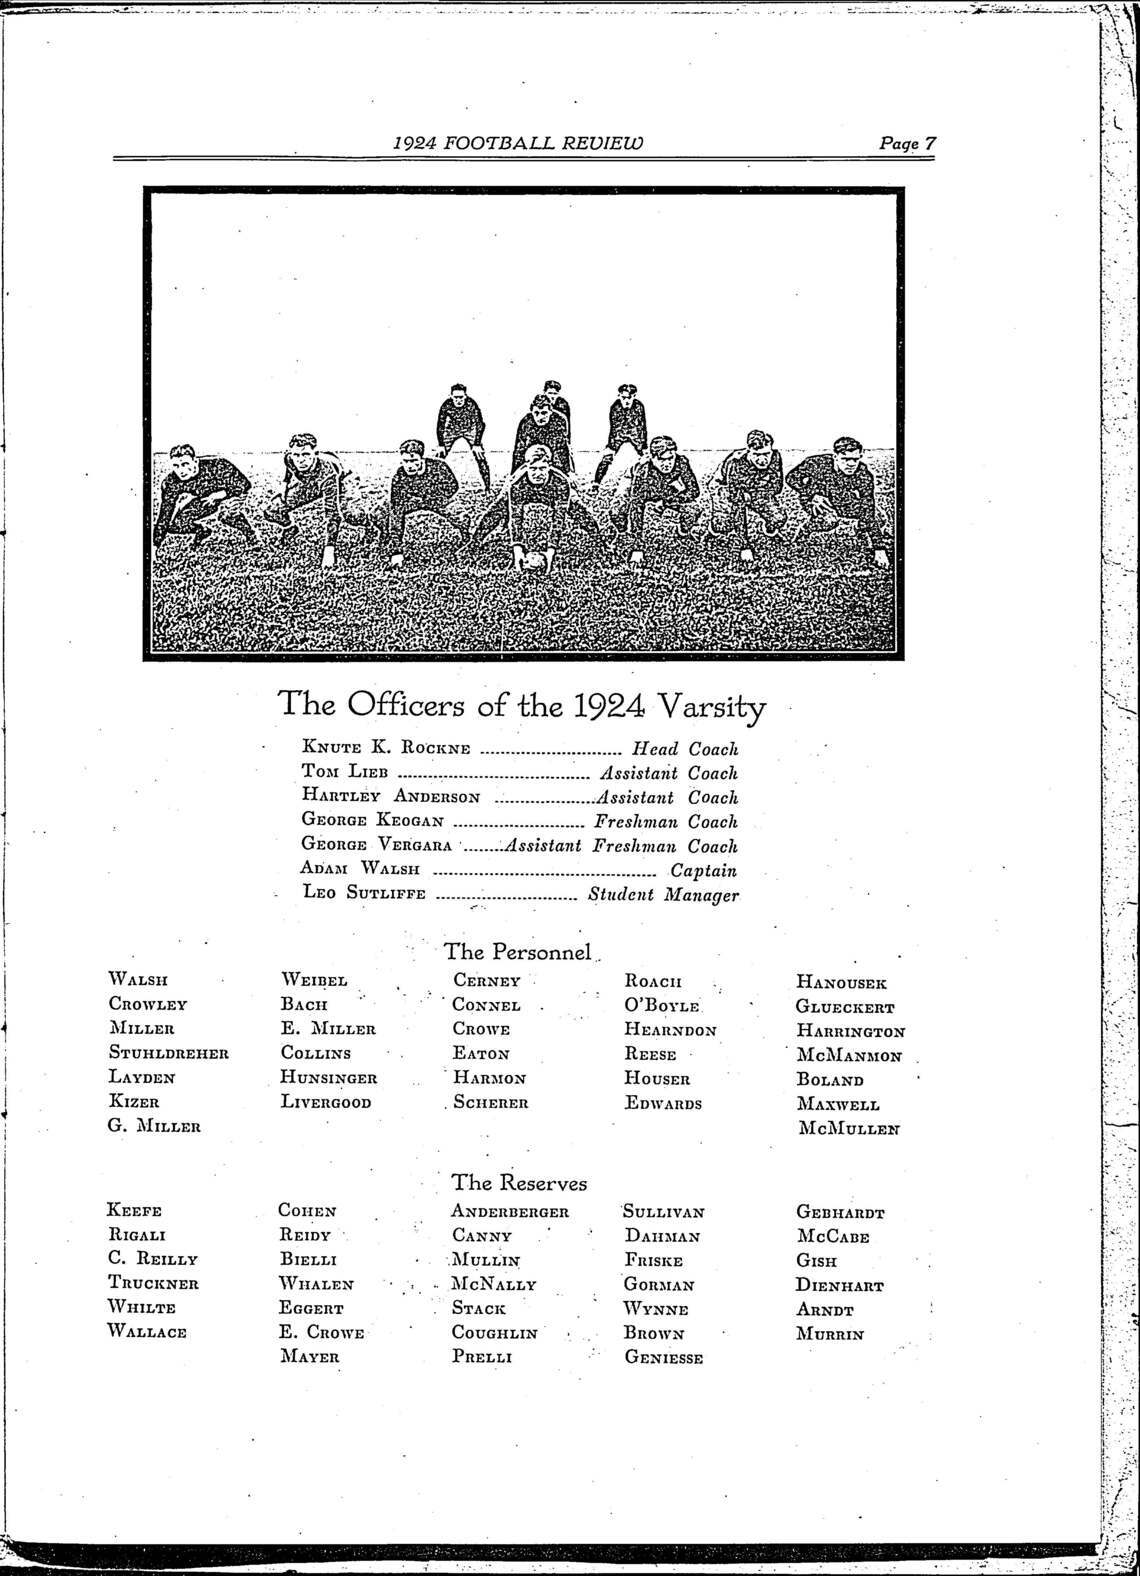 1924 FOOTBALL REVIEW Page 7
The Officers of the 1924 Varsity
KNUTE K. ROCKNE ............................ Head Coach
TOM LIEB ...................................... Assistant Coach
HARTLEY ANDERSON ....................Assistant Coach
GEORGE KEOGAN .......................... Freshman Coach
GEORGE VERGARA ........Assistant Freshman Coach
ADAM WALSH ............................................ Captain
LEO SUTLIFFE ............................ Student Manager
The Personnel
WALSH WEIBEL CERNEY ROACH HANOUSEK
CROWLEY BACH CONNEL O'BOYLE GLUECKERT
MILLER E. MILLER CROWE HEARNDON HARRINGTON
STUHLDREHER COLLINS EATON REESE MCMANMON
LAYDEN HUNSINGER HARMON HOUSER BOLAND
KIZER LIVERGOOD SCHERER EDWARDS MAXWELL
G. MILLER MCMULLEN
The Reserves
KEEFE COHEN ANDERBERGER SULLIVAN GEBHARDT
RIGALI REIDY CANNY DAHMAN MCCABE
C. REILLY BIELLI MULLIN FRISKE GISH
TRUCKNER WHALEN MCNALLY GORMAN DIENHART
WHILTE EGGERT STACK WYNNE ARNDT
WALLACE E. CROWE COUGHLIN BROWN MURRIN
MAYER PRELLI GENIESSE